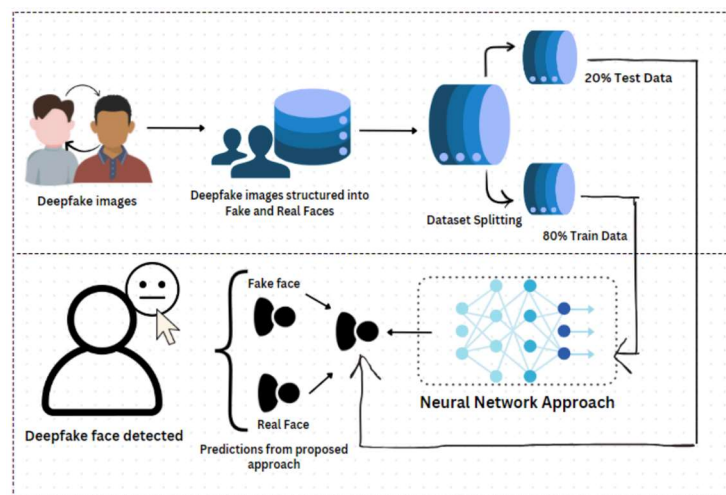 20% Test Data
Deepfake images
Deepfake images structured into
Fake and Real Faces
Dataset Splitting
80% Train Data
Fake face
Real Face
Neural Network Approach
Deepfake face detected
Predictions from proposed
approach